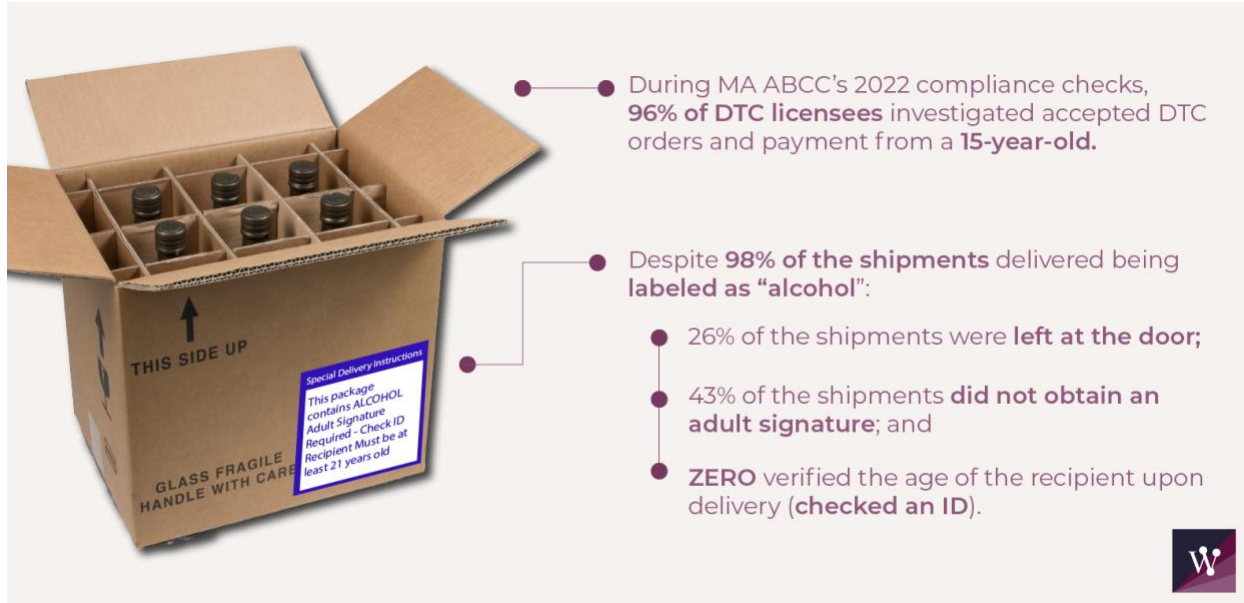 During MA ABCC’s 2022 compliance checks,
96% of DTC licensees investigated accepted DTC
orders and payment from a 15-year-old.
Despite 98% of the shipments delivered being
labeled as “alcohol”:
26% of the shipments were left at the door;
43% of the shipments did not obtain an
adult signature; and
ZERO verified the age of the recipient upon
delivery (checked an ID).
THIS SIDE UP
Special Delivery Instructions
This package
contains ALCOHOL
Adult Signature
Required - Check ID
Recipient Must be at
least 21 years old
GLASS FRAGILE
HANDLE WITH CARE
W